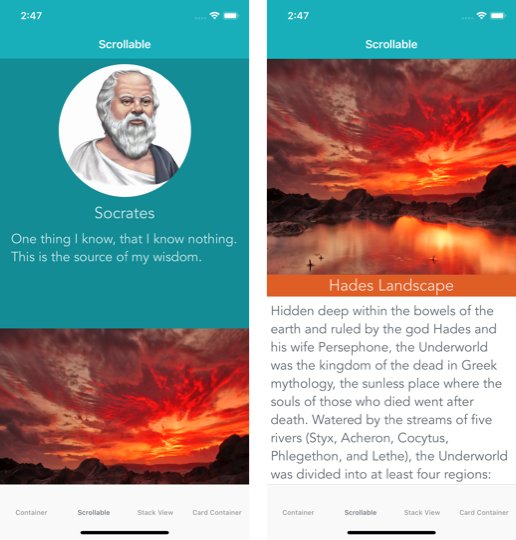 2:47
Scrollable
Socrates
One thing I know, that I know nothing.
This is the source of my wisdom.
Container Scrollable Stack View Card Container
2:47
Scrollable
Hades Landscape
Hidden deep within the bowels of the
earth and ruled by the god Hades and
his wife Persephone, the Underworld
was the kingdom of the dead in Greek
mythology, the sunless place where the
souls of those who died went after
death. Watered by the streams of five
rivers (Styx, Acheron, Cocytus,
Phlegethon, and Lethe), the Underworld
was divided into at least four regions:
Container Scrollable Stack View Card Container